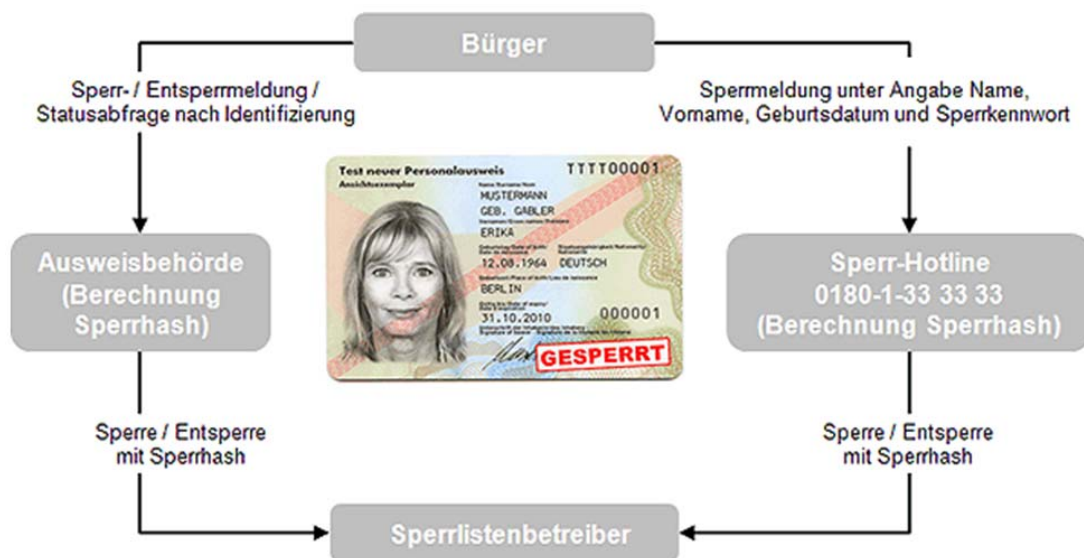 Bürger
Sperr- / Entsperrmeldung /
Statusabfrage nach Identifizierung
Sperrmeldung unter Angabe Name,
Vorname, Geburtsdatum und Sperrkennwort
Test neuer Personalausweis
TTTT00001
Ansichtsexemplar
MUSTERMANN
GEB. GABLER
ERIKA
12.08.1964 DEUTSCH
BERLIN
31.10.2010
000001
GESPERRT
Ausweisbehörde
(Berechnung
Sperrhash)
Sperr-Hotline
0180-1-33 33 33
(Berechnung Sperrhash)
Sperre / Entsperre
mit Sperrhash
Sperre / Entsperre
mit Sperrhash
Sperrlistenbetreiber